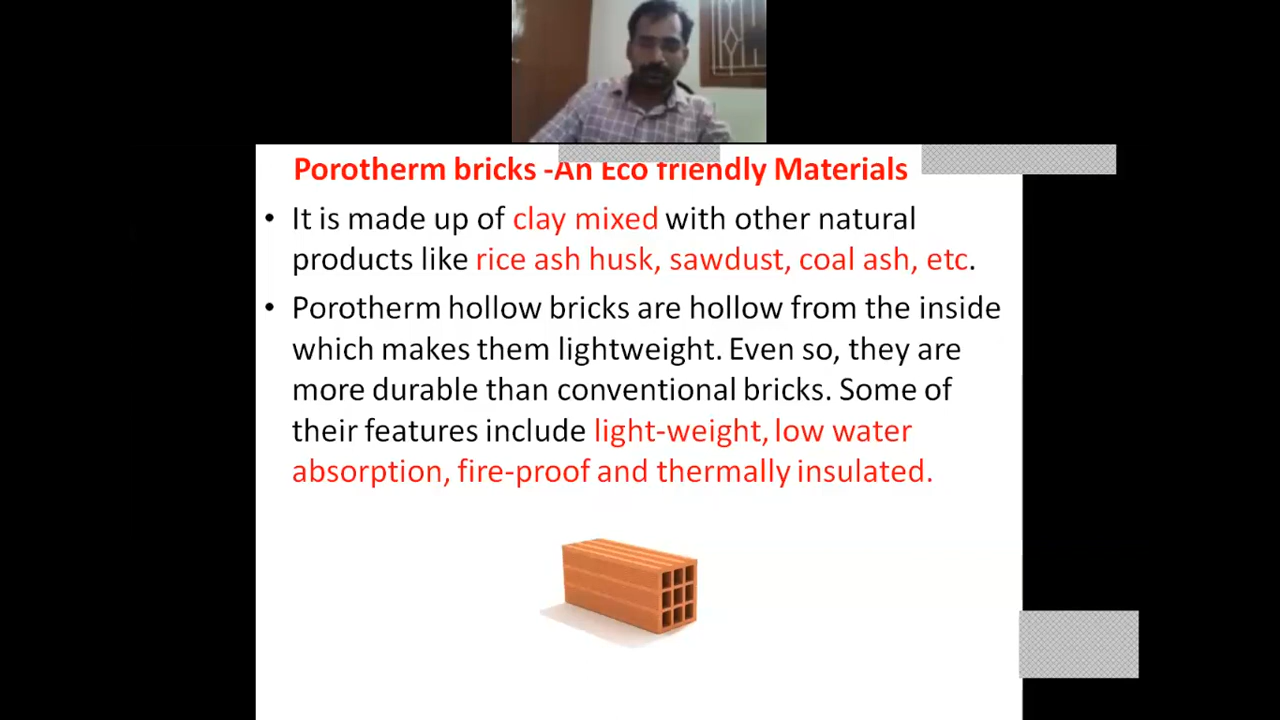 Porotherm bricks -An Eco friendly Materials
• It is made up of clay mixed with other natural
products like rice ash husk, sawdust, coal ash, etc.
• Porotherm hollow bricks are hollow from the inside
which makes them lightweight. Even so, they are
more durable than conventional bricks. Some of
their features include light-weight, low water
absorption, fire-proof and thermally insulated.